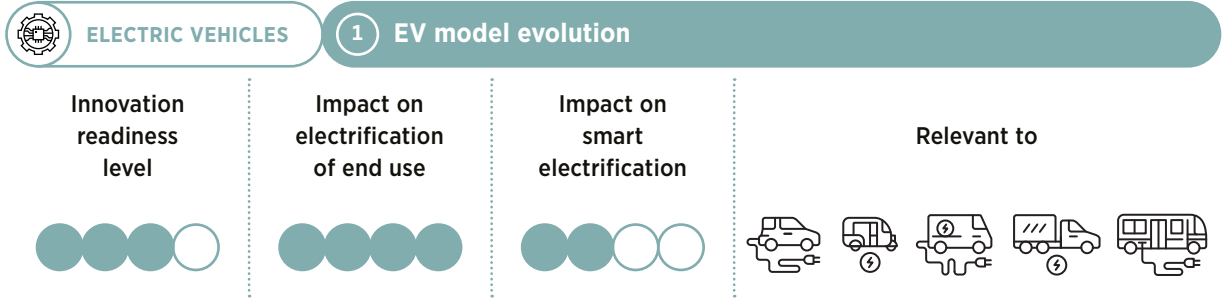 ELECTRIC VEHICLES
1 EV model evolution
Innovation
readiness
level
Impact on
electrification
of end use
Impact on
smart
electrification
Relevant to